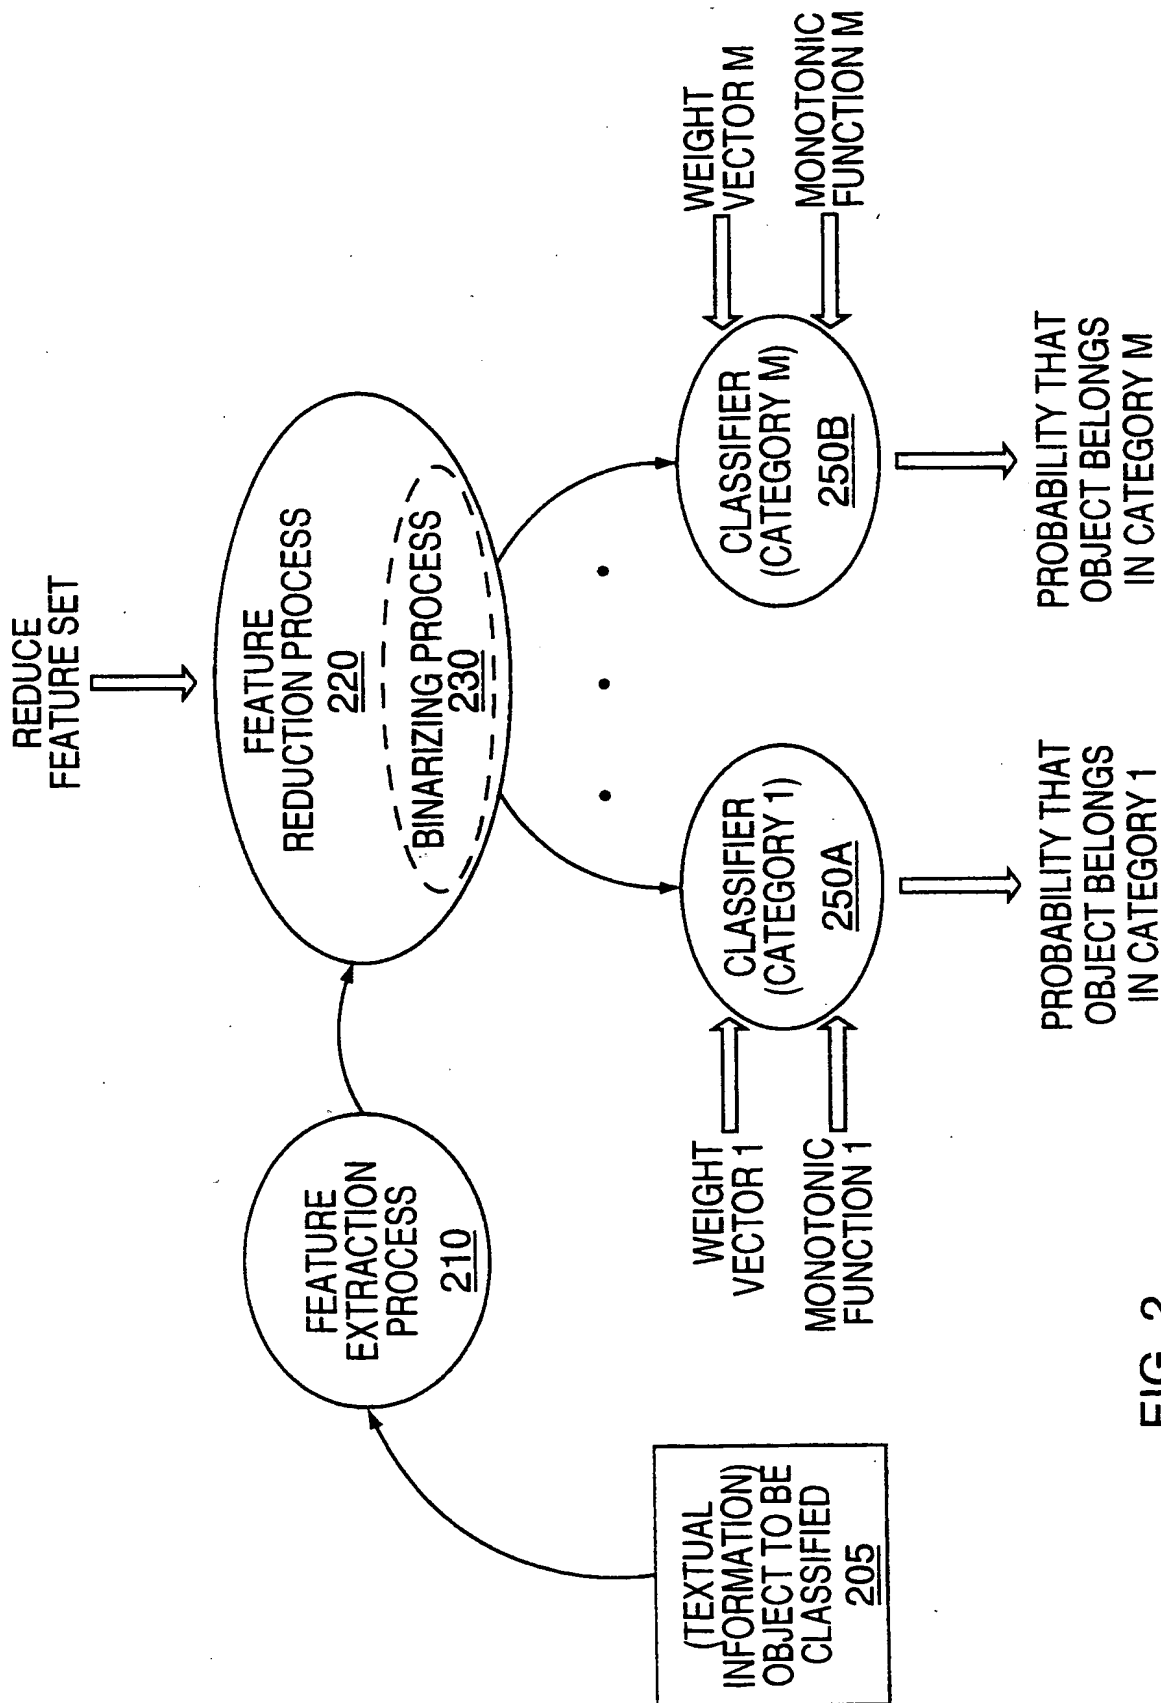 REDUCE
FEATURE SET
FEATURE
REDUCTION PROCESS
220
BINARIZING PROCESS
230
FEATURE
EXTRACTION
PROCESS
210
(TEXTUAL
INFORMATION)
OBJECT TO BE
CLASSIFIED
205
WEIGHT
VECTOR 1
MONOTONIC
FUNCTION 1
CLASSIFIER
(CATEGORY 1)
250A
PROBABILITY THAT
OBJECT BELONGS
IN CATEGORY 1
CLASSIFIER
(CATEGORY M)
250B
WEIGHT
VECTOR M
MONOTONIC
FUNCTION M
PROBABILITY THAT
OBJECT BELONGS
IN CATEGORY M
FIG.